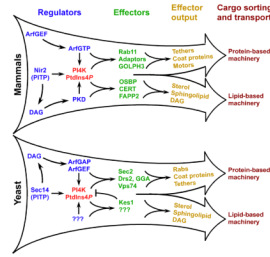 Regulators
Effectors
Effector
output
Cargo sorting
and transport
Mammals
ArfGEF
ArfGTP
Nir2
(PITP)
PI4K
PtdIns4P
DAG
PKD
Rab11
Adaptors
GOLPH3
OSBP
CERT
FAPP2
Tethers
Coat proteins
Motors
Sterol
Sphingolipid
DAG
Protein-based
machinery
Lipid-based
machinery
Yeast
DAG
ArfGAP
ArfGEF
Sec14
(PITP)
PI4K
PtdIns4P
???
Sec2
Drs2, GGA
Vps74
Kes1
???
Rabs
Coat proteins
Tethers
Sterol
Sphingolipid
DAG
Protein-based
machinery
Lipid-based
machinery